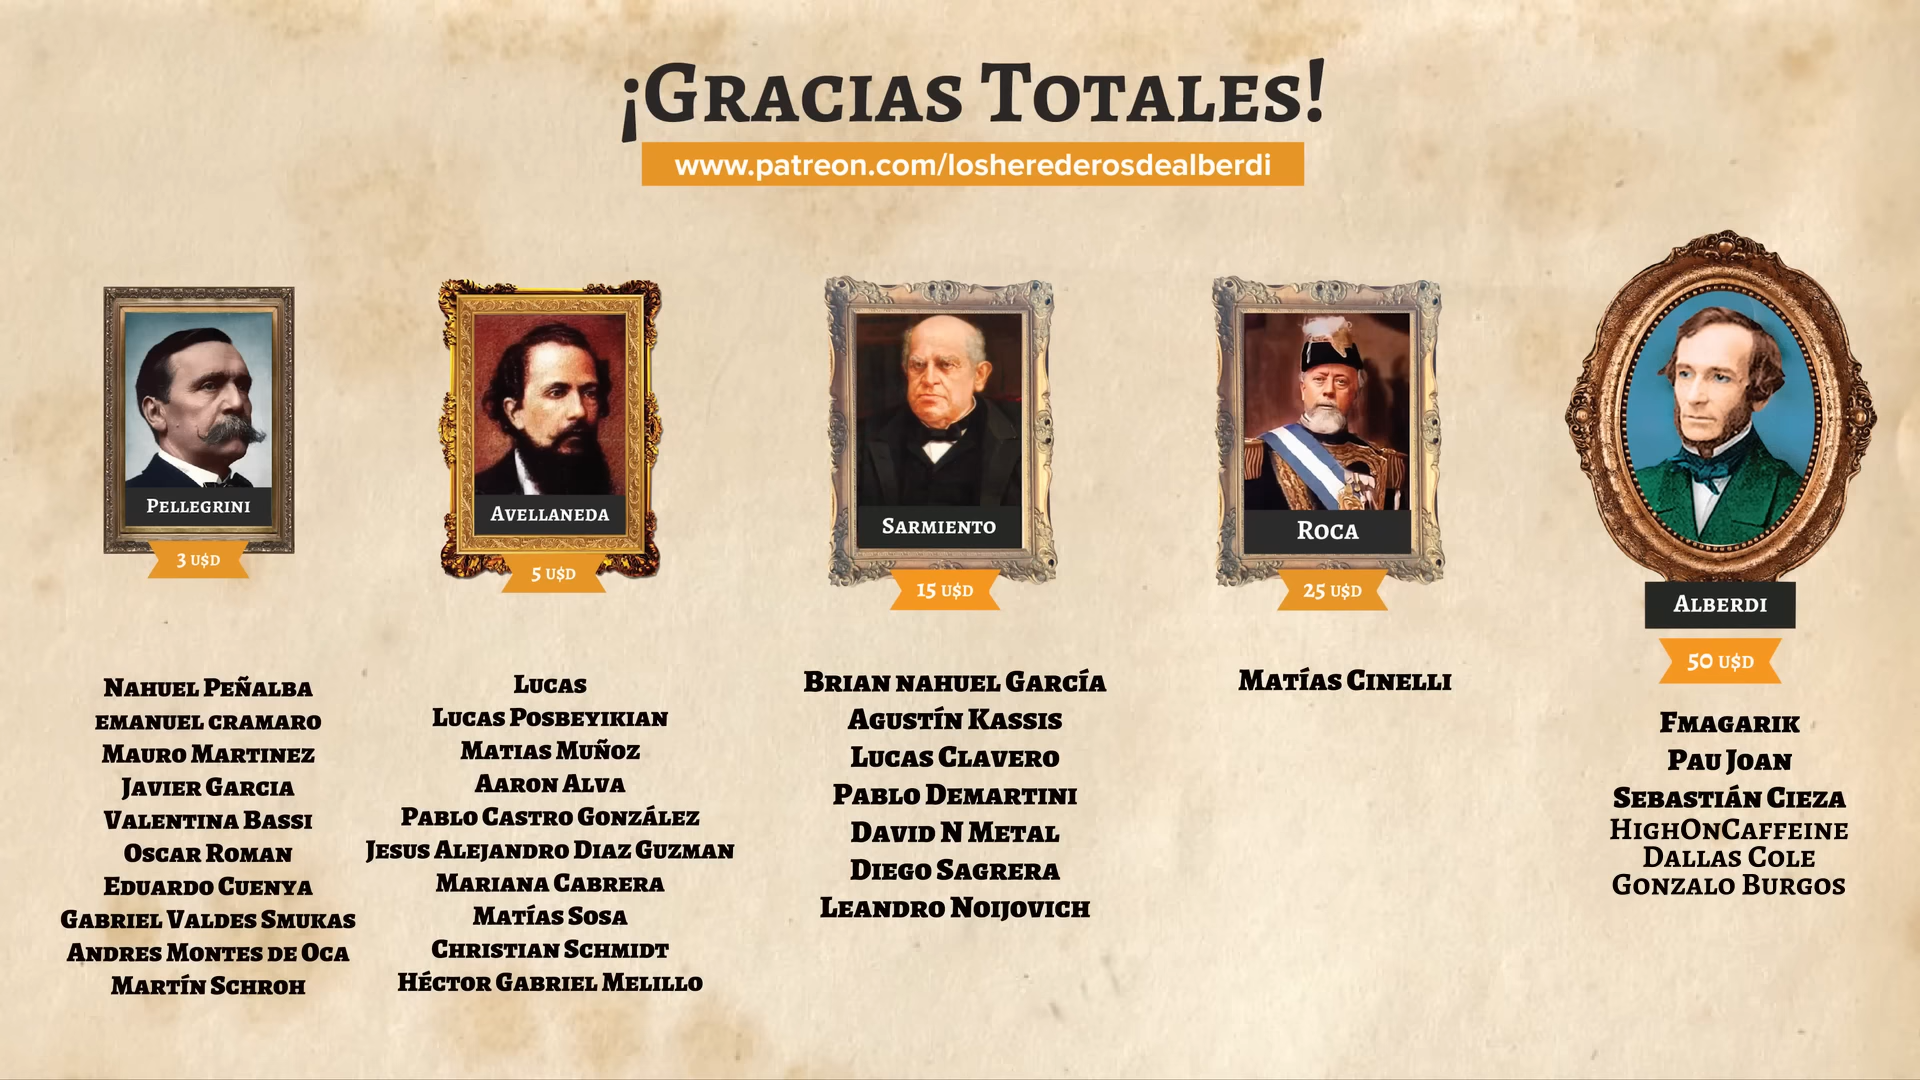 ¡Gracias Totales!
www.patreon.com/losherederosdealberdi
Pellegrini
3 U$D
Nahuel Peñalba
emanuel cramaro
Mauro Martinez
Javier Garcia
Valentina Bassi
Oscar Roman
Eduardo Cuenya
Gabriel Valdes Smukas
Andres Montes de Oca
Martín Schroh
Avellaneda
5 U$D
Lucas
Lucas Posbeyikian
Matias Muñoz
Aaron Alva
Pablo Castro González
Jesus Alejandro Diaz Guzman
Mariana Cabrera
Matías Sosa
Christian Schmidt
Héctor Gabriel Melillo
Sarmiento
15 U$D
Brian nahuel García
Agustín Kassis
Lucas Clavero
Pablo Demartini
David N Metal
Diego Sagrera
Leandro Noijovich
Roca
25 U$D
Matías Cinelli
Alberdi
50 U$D
Fmagarik
Pau Joan
Sebastián Cieza
HighOnCaffeine
Dallas Cole
Gonzalo Burgos